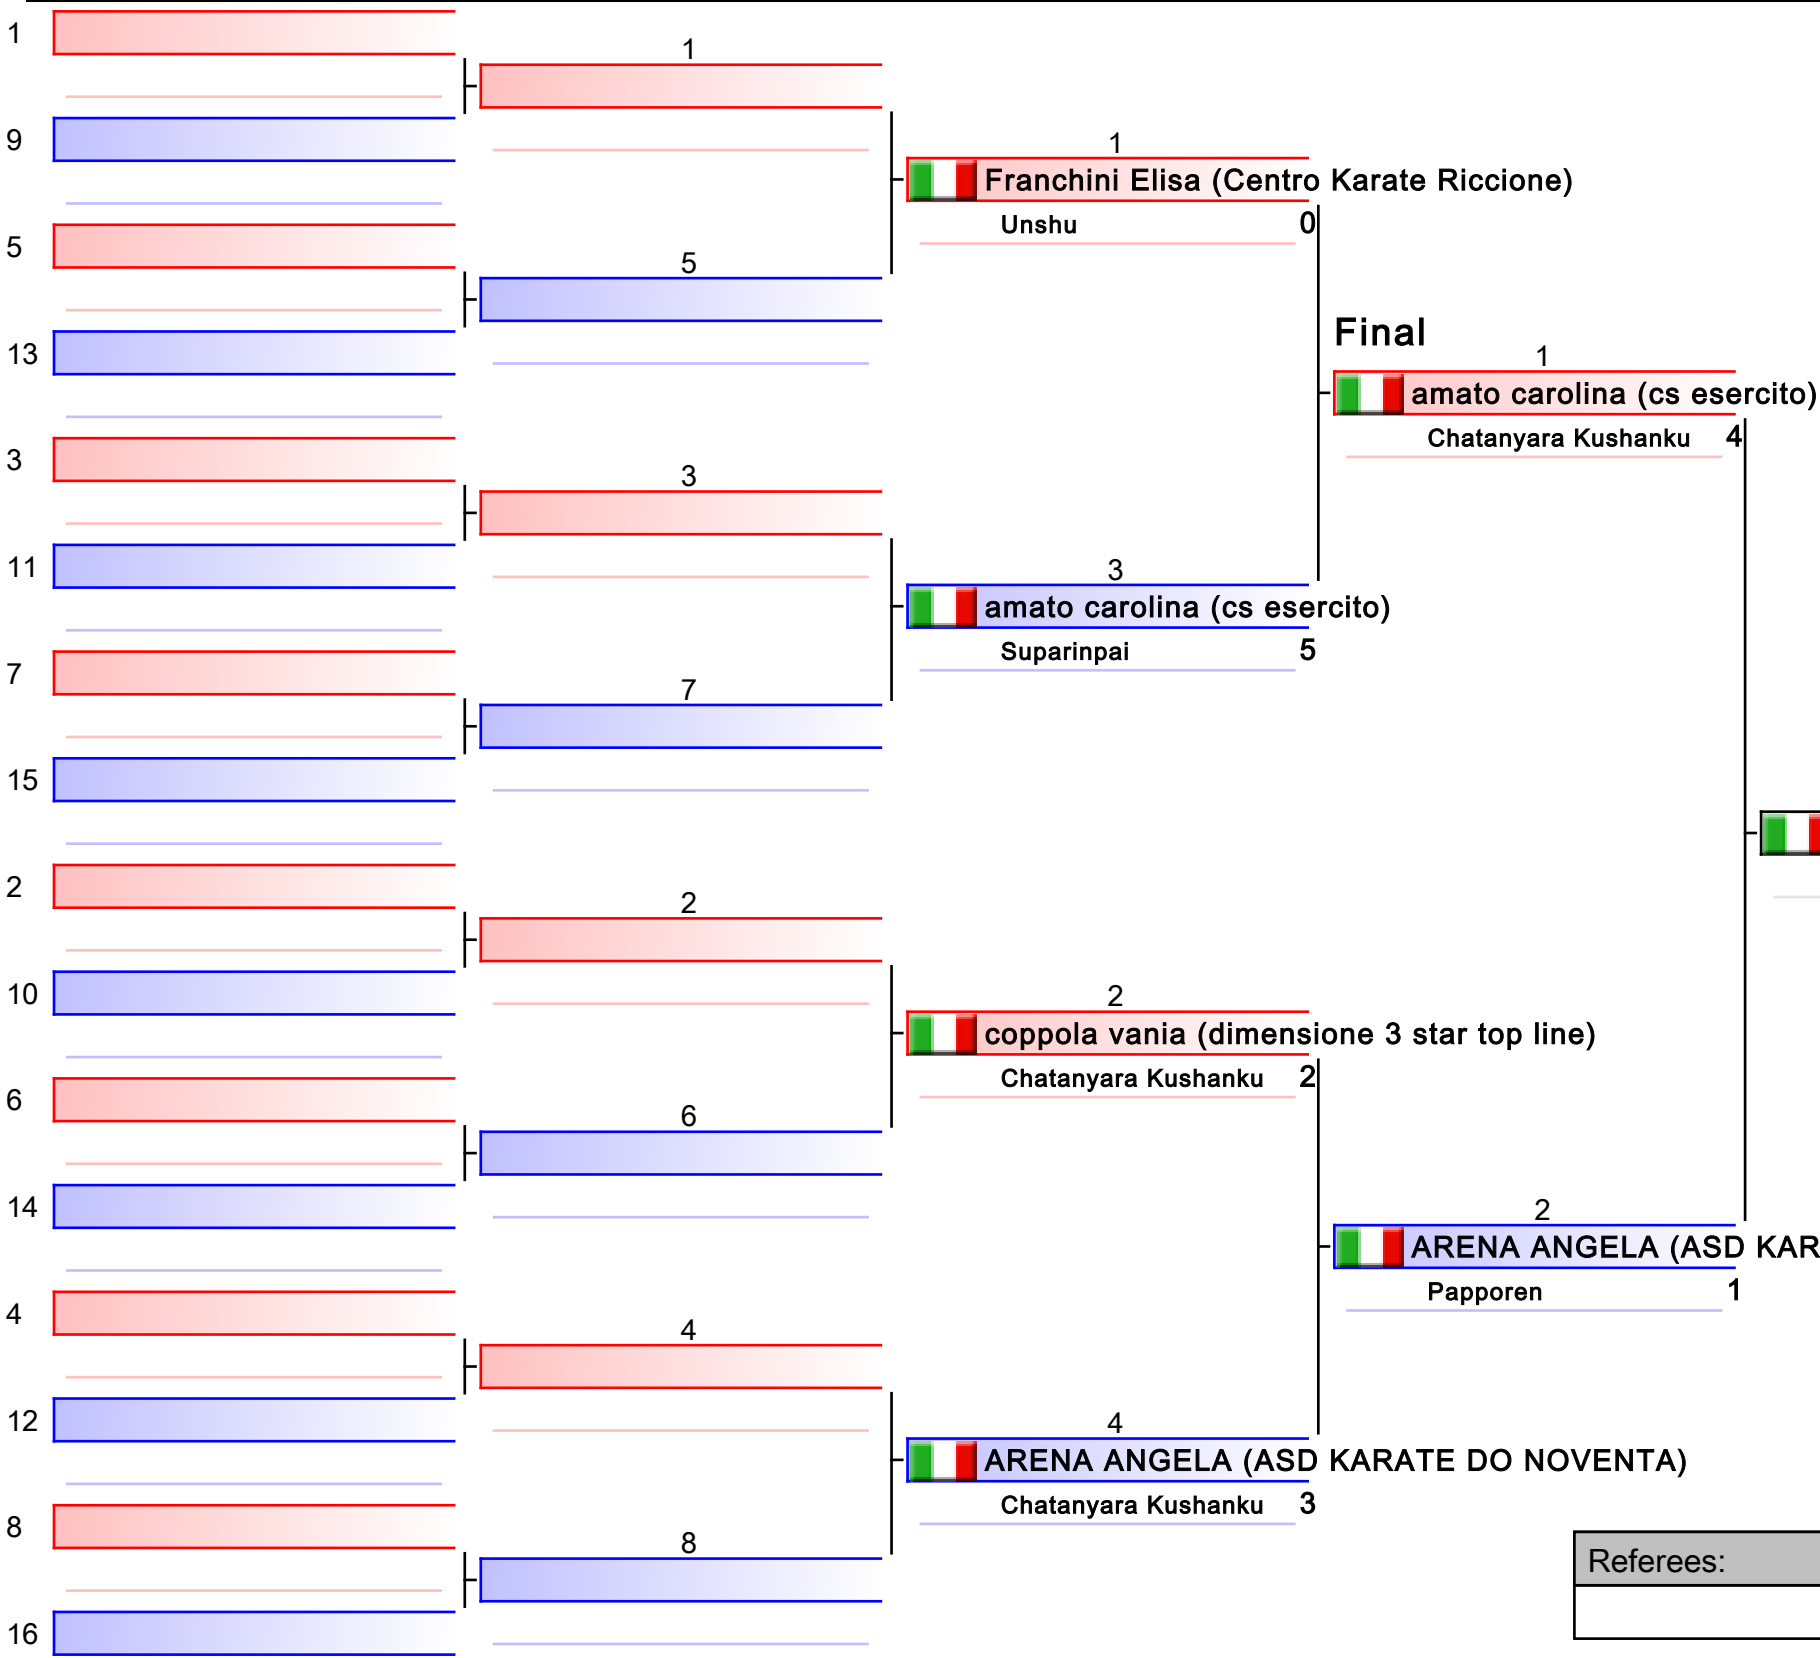 1
1
9
1
Franchini Elisa (Centro Karate Riccione)
Unshu 0
5
5
13
Final
1
amato carolina (cs esercito)
Chatanyara Kushanku 4
3
3
11
3
amato carolina (cs esercito)
Suparinpai 5
7
7
15
2
2
10
2
coppola vania (dimensione 3 star top line)
Chatanyara Kushanku 2
6
6
14
2
ARENA ANGELA (ASD KAR
Papporen 1
4
4
12
4
ARENA ANGELA (ASD KARATE DO NOVENTA)
Chatanyara Kushanku 3
8
8
16
Referees: